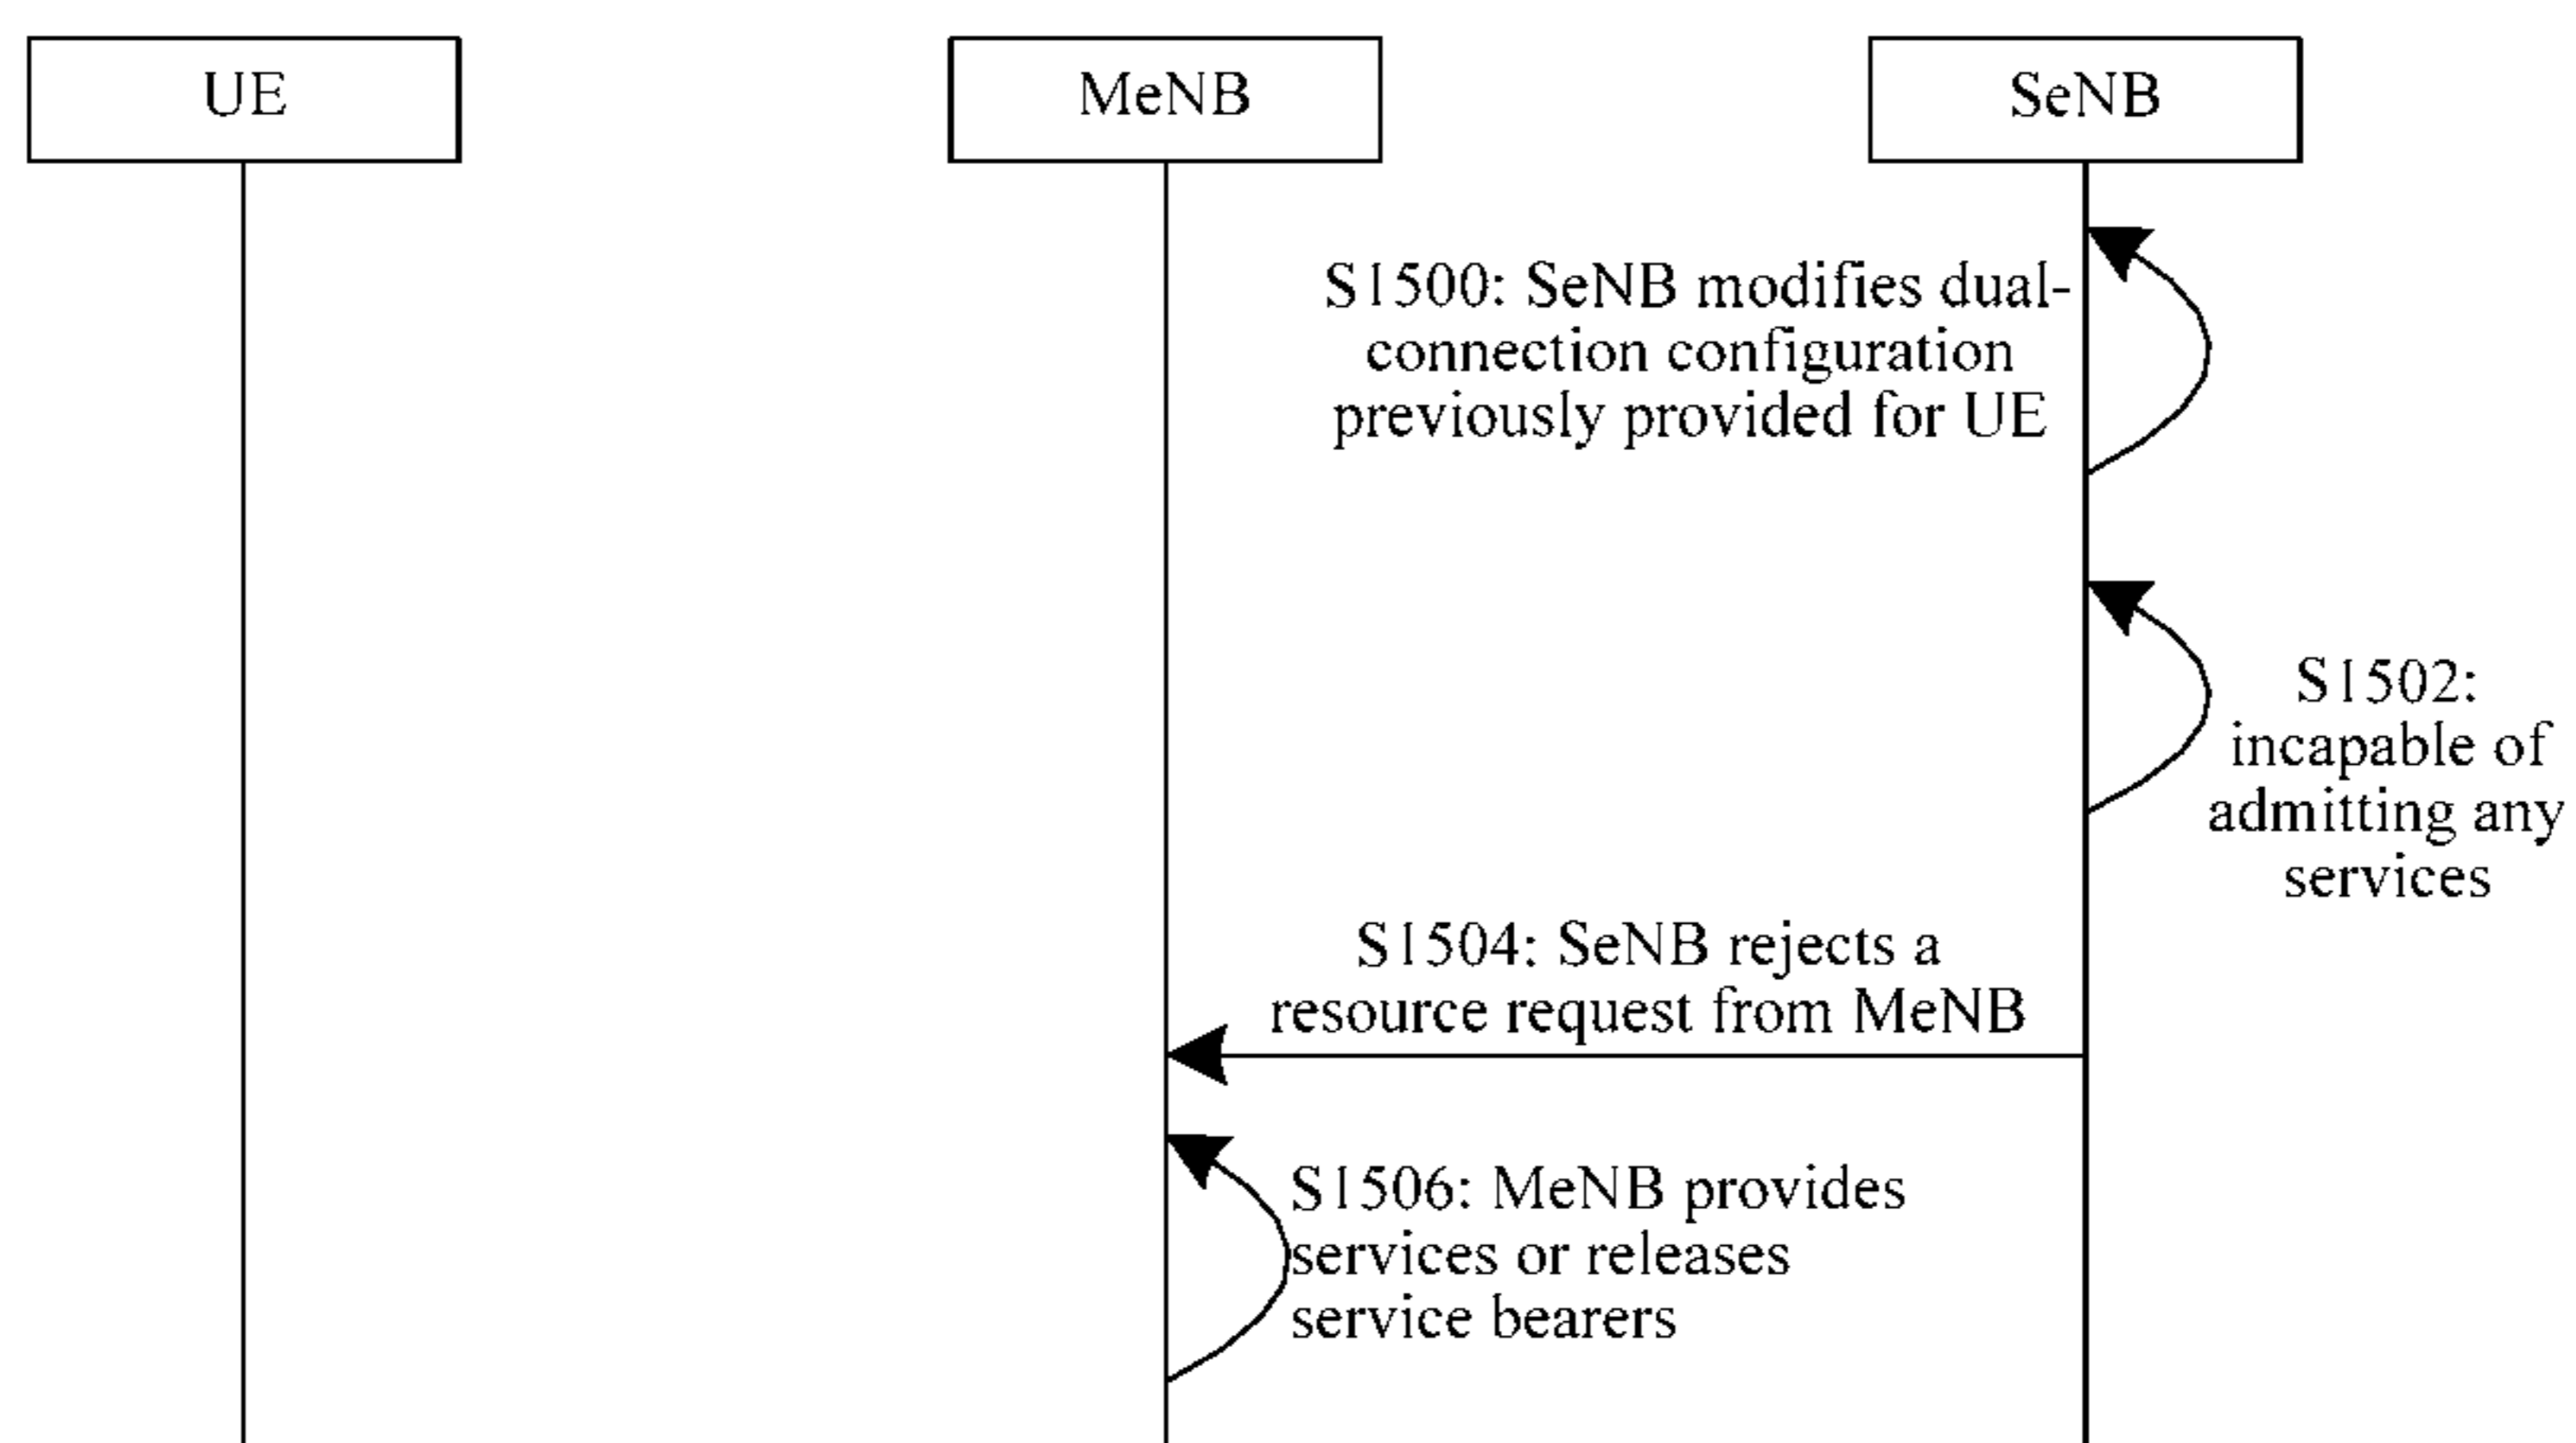 UE
MeNB
SeNB
S1500: SeNB modifies dual-
connection configuration
previously provided for UE
S1502:
incapable of
admitting any
services
S1504: SeNB rejects a
resource request from MeNB
S1506: MeNB provides
services or releases
service bearers